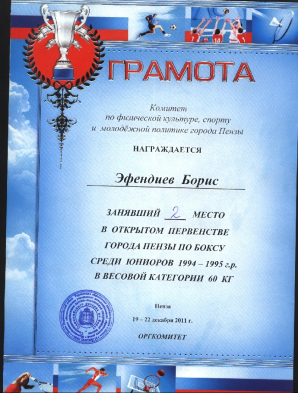 ГРАМОТА
Комитет
по физической культуре, спорту
и молодёжной политике города Пензы
НАГРАЖДАЕТСЯ
Эфендиев Борис
ЗАНЯВШИЙ 2 МЕСТО
В ОТКРЫТОМ ПЕРВЕНСТВЕ
ГОРОДА ПЕНЗЫ ПО БОКСУ
СРЕДИ ЮНИОРОВ 1994 – 1995 г.р.
В ВЕСОВОЙ КАТЕГОРИИ 60 КГ
Пенза
19 – 22 декабря 2011 г.
ОРГКОМИТЕТ